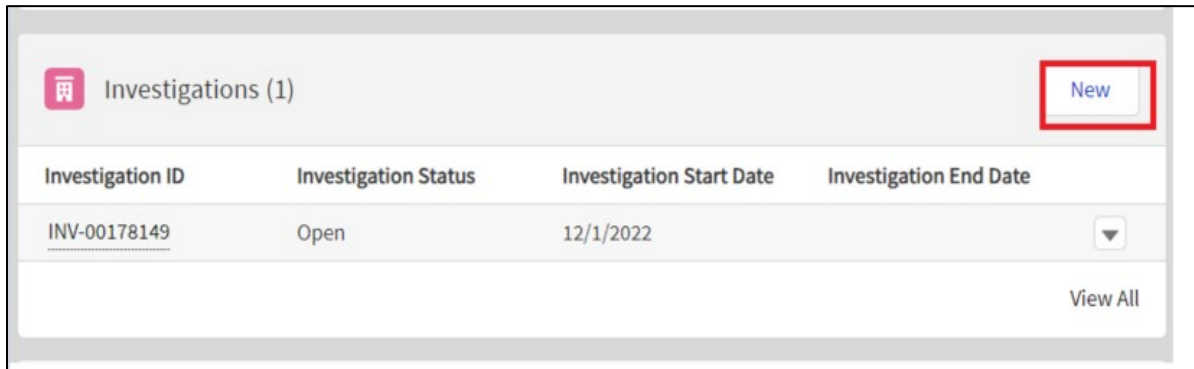 Investigations (1)
New
Investigation ID Investigation Status Investigation Start Date Investigation End Date
INV-00178149 Open 12/1/2022
View All